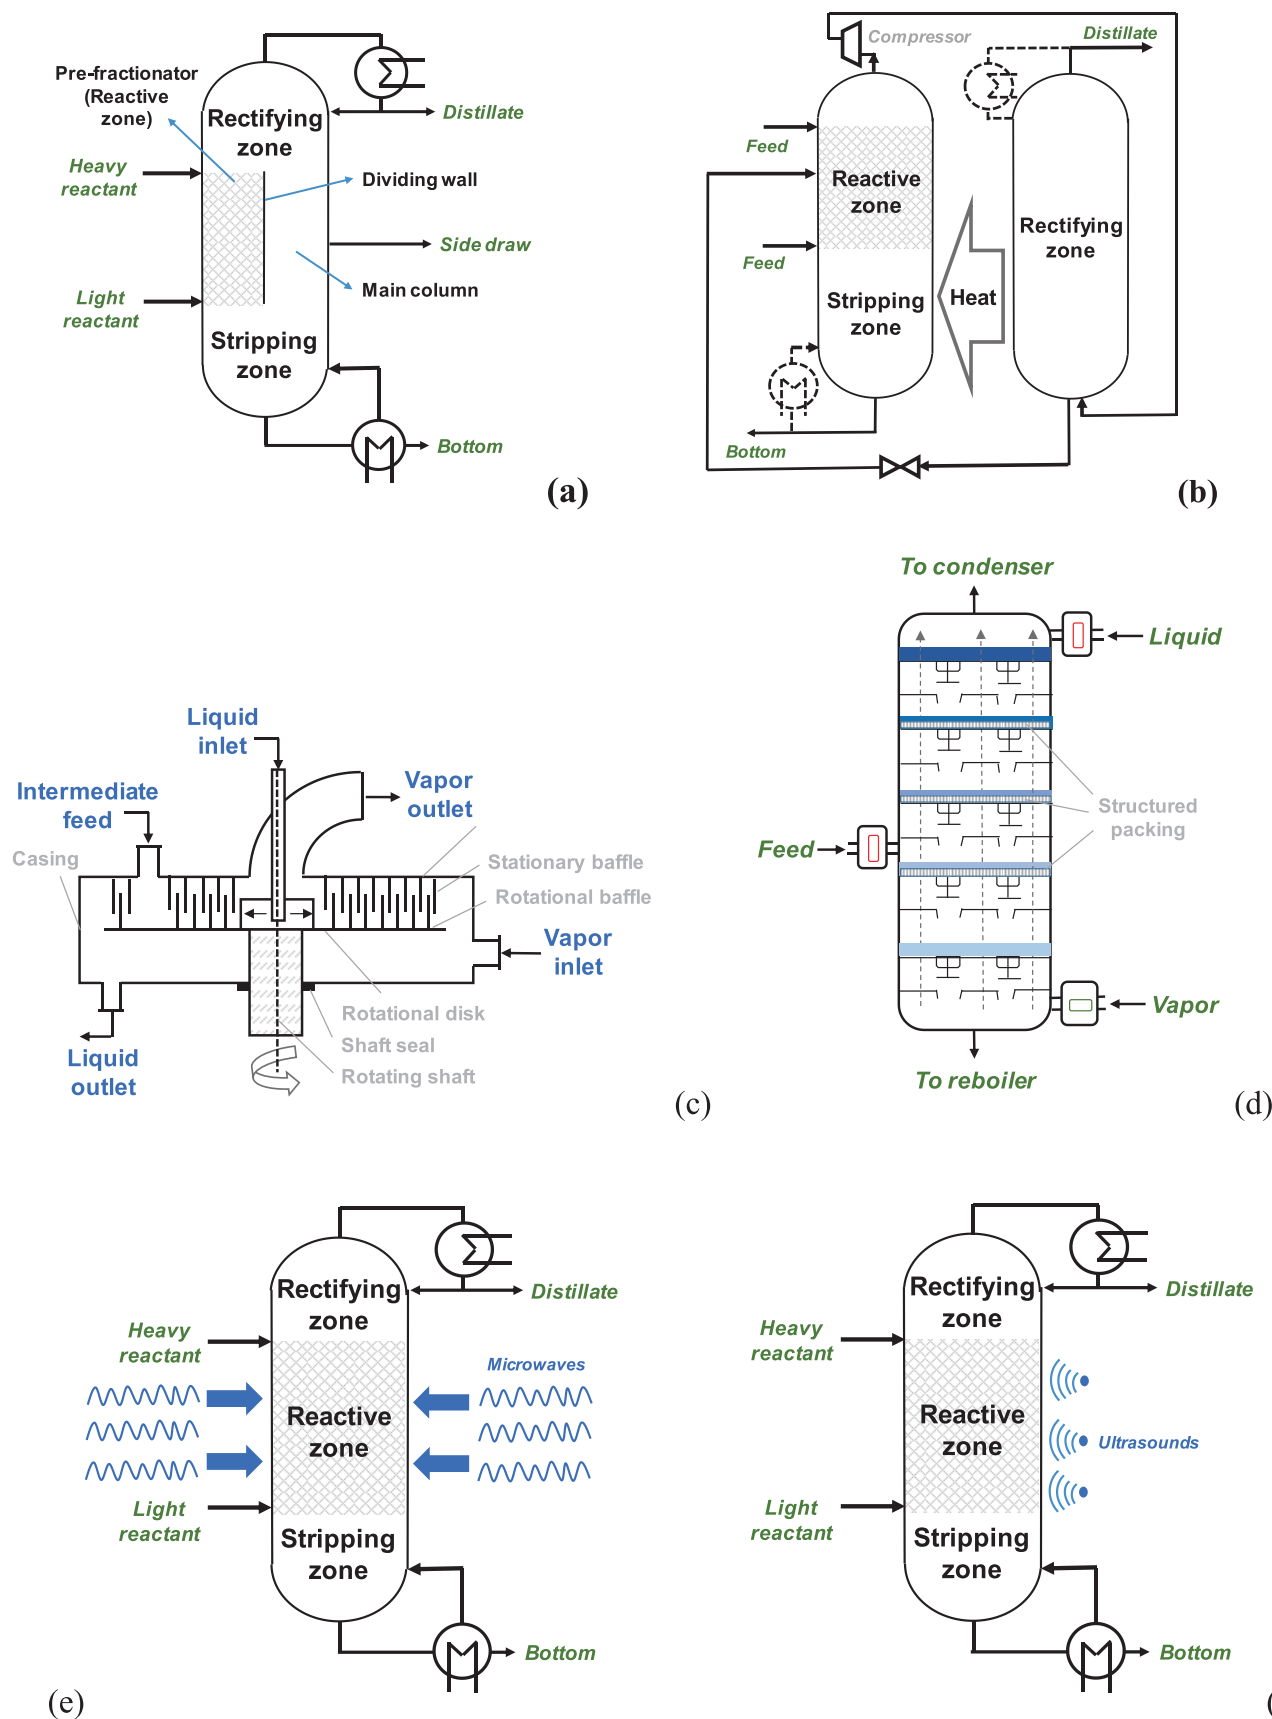 Pre-fractionator
(Reactive
zone)
Rectifying
zone
Distillate
Heavy
reactant
Dividing wall
Side draw
Main column
Light
reactant
Stripping
zone
Bottom
(a)
Compressor
Distillate
Feed
Reactive
zone
Rectifying
zone
Feed
Heat
Stripping
zone
Bottom
(b)
Liquid
inlet
Vapor
outlet
Intermediate
feed
Casing
Stationary baffle
Rotational baffle
Vapor
inlet
Rotational disk
Shaft seal
Rotating shaft
Liquid
outlet
(c)
To condenser
Liquid
Structured
packing
Feed
Vapor
To reboiler
(d)
Rectifying
zone
Distillate
Heavy
reactant
Microwaves
Reactive
zone
Light
reactant
Stripping
zone
Bottom
(e)
Rectifying
zone
Distillate
Heavy
reactant
Reactive
zone
Ultrasounds
Light
reactant
Stripping
zone
Bottom
(